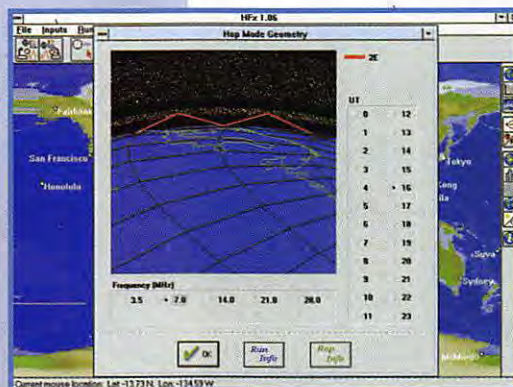 HFx 1.06
File Inputs
Hop Mode Geometry
2E
UT
0 12
1 13
2 14
3 15
4 • 16
5 17
6 18
7 19
8 20
9 21
10 22
11 23
Fairbank
San Francisco
Honolulu
Tokyo
Suva
Sydney
McMurdo
Frequency (MHz)
3.5 • 7.0 14.0 21.0 28.0
OK
Run Info
Hop Info
Current mouse location: Lat -13.73 N, Lon -134.53 W